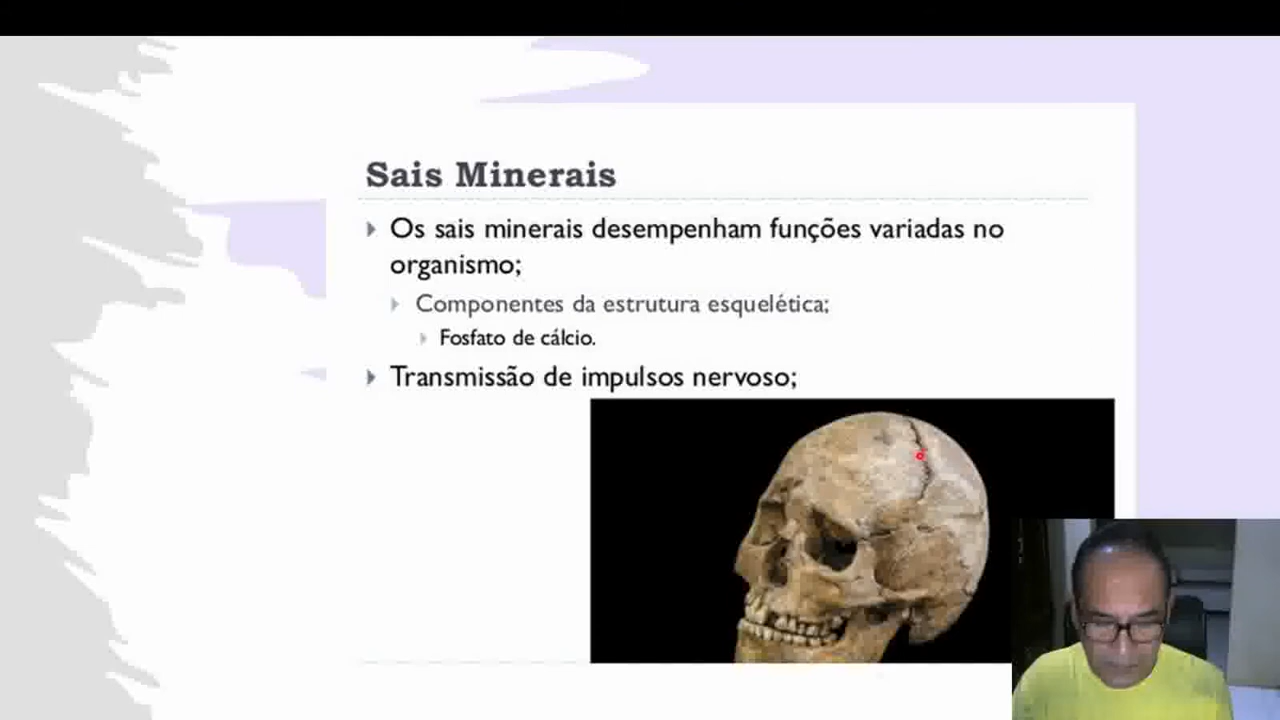 Sais Minerais
Os sais minerais desempenham funções variadas no
organismo;
Componentes da estrutura esquelética;
Fosfato de cálcio.
Transmissão de impulsos nervoso;